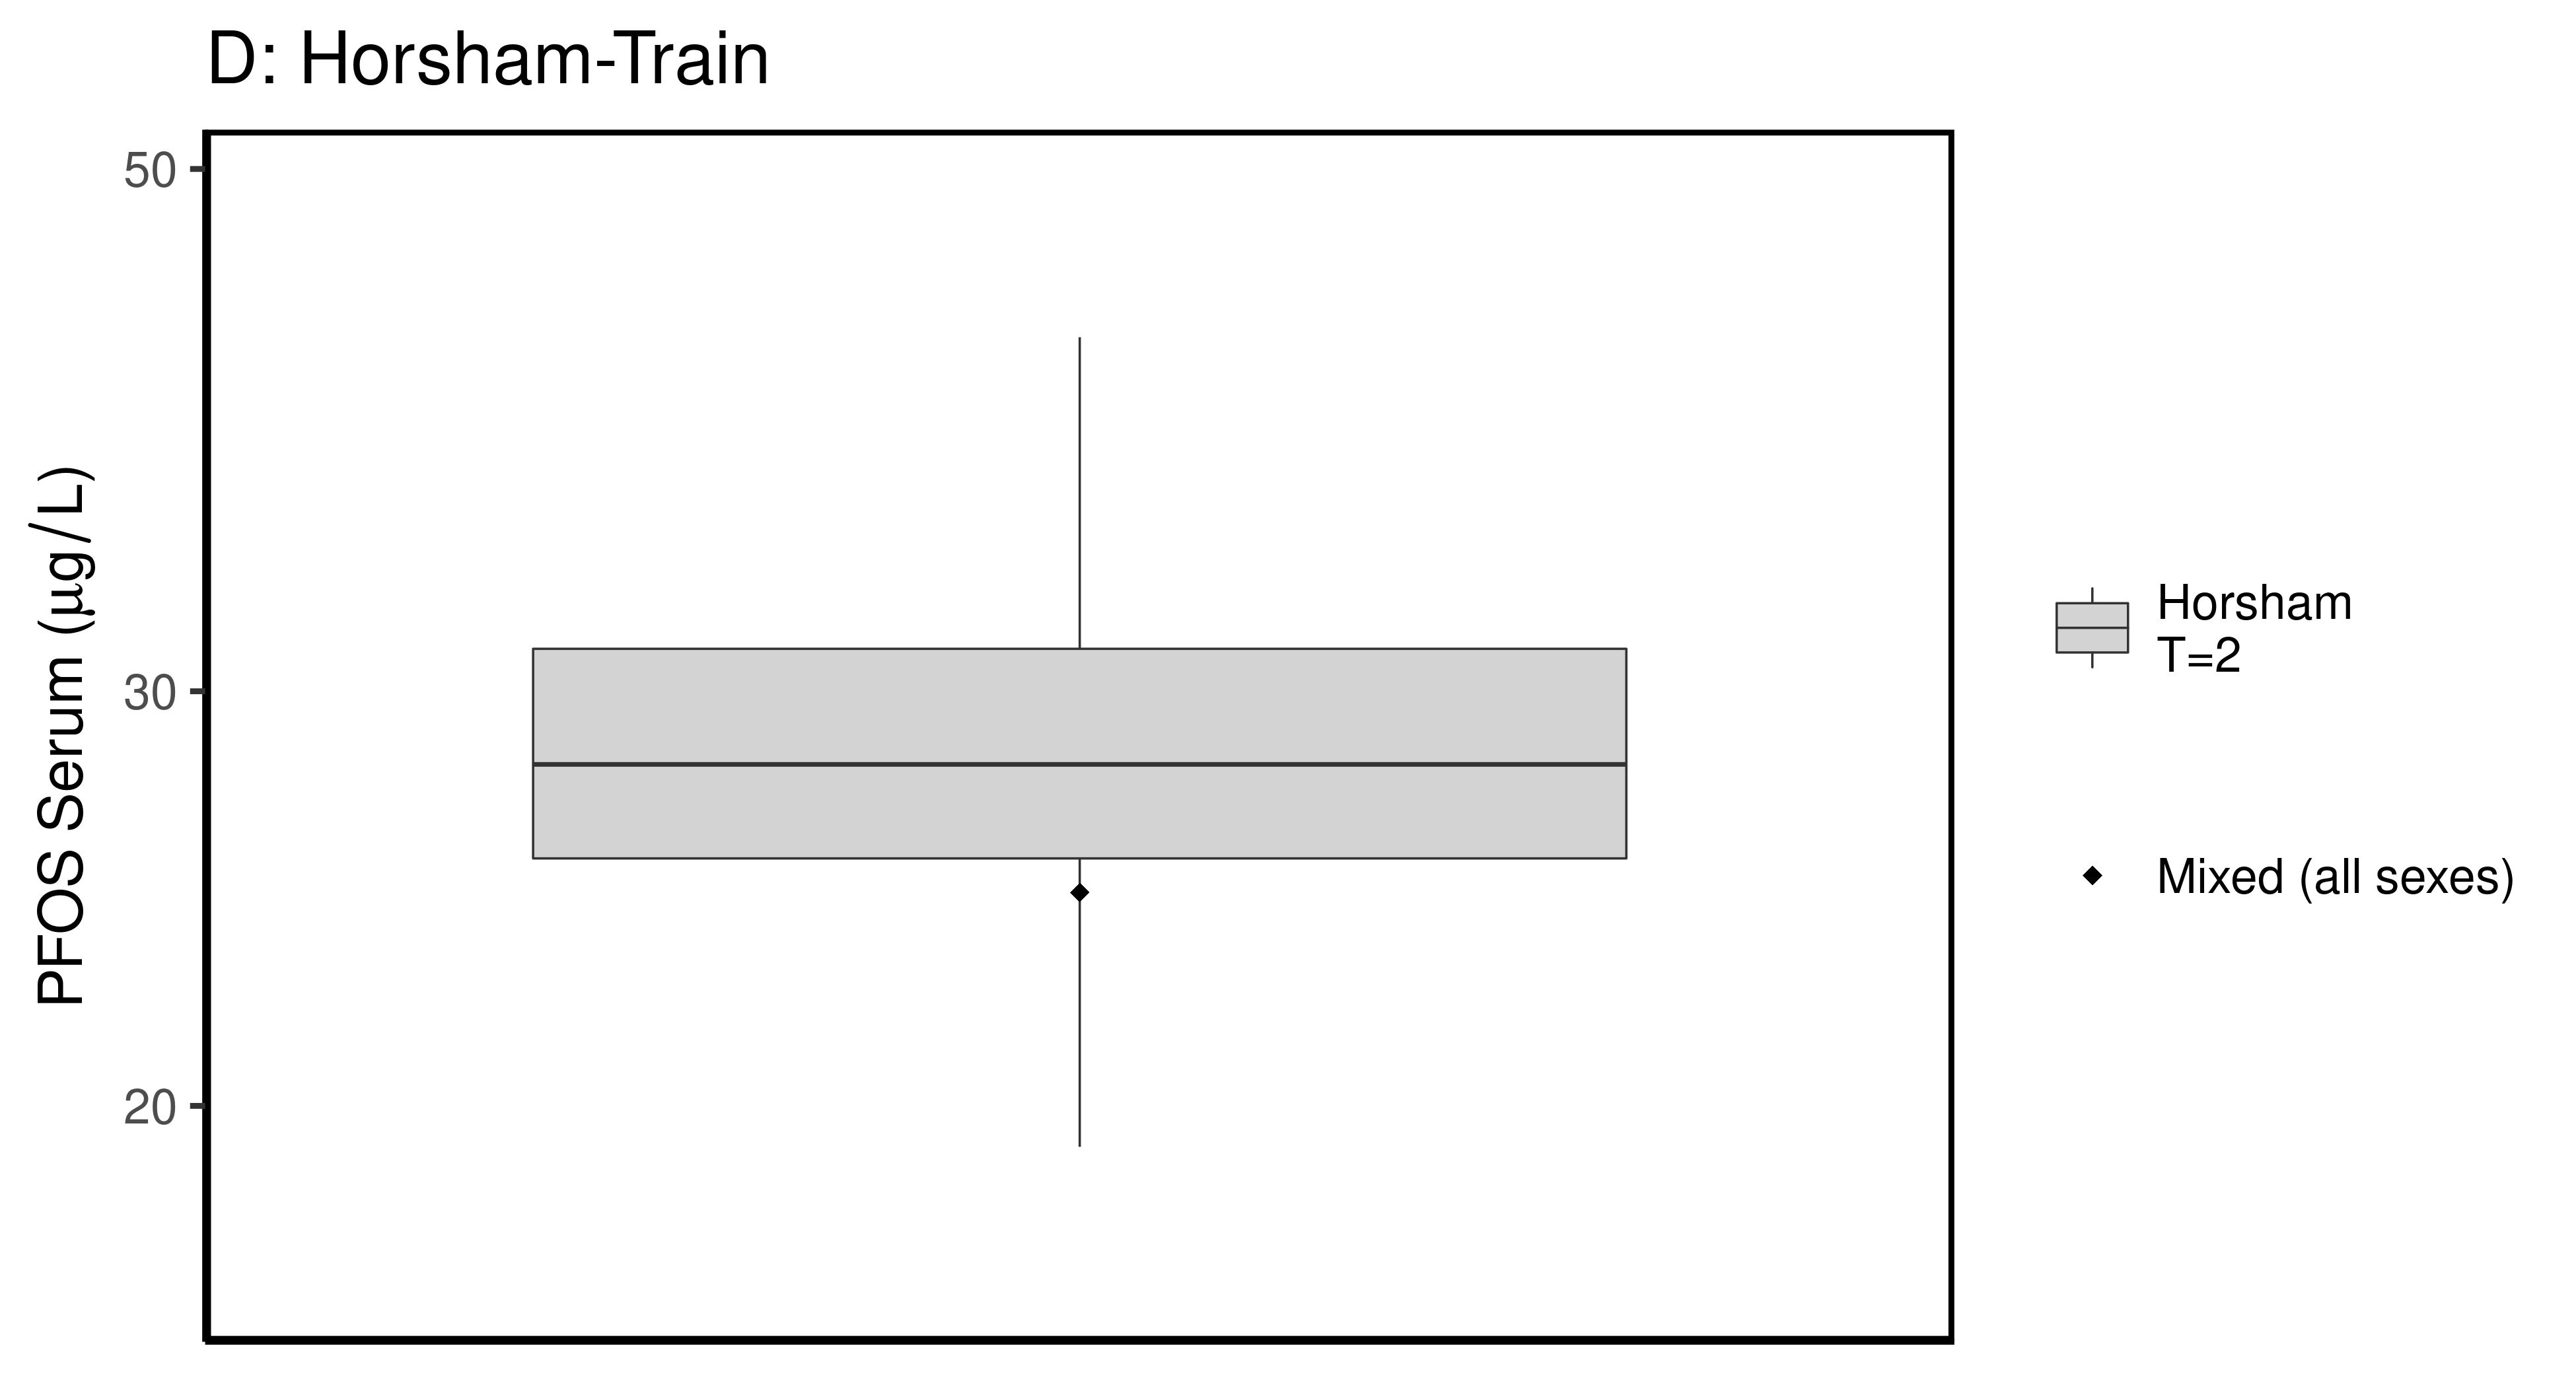 D: Horsham-Train
50
30
20
PFOS Serum (μg/L)
Horsham
T=2
Mixed (all sexes)